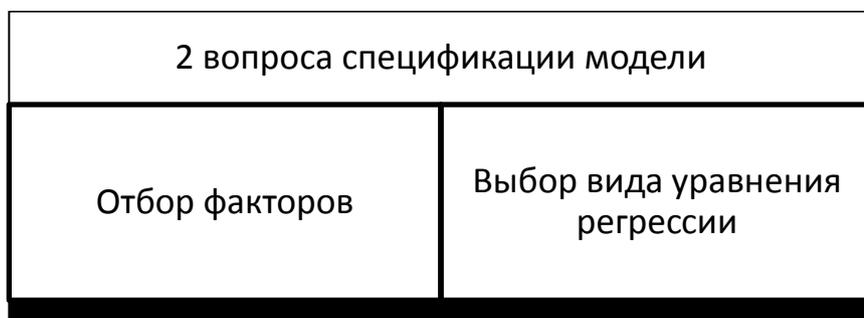 2 вопроса спецификации модели
Отбор факторов
Выбор вида уравнения
регрессии